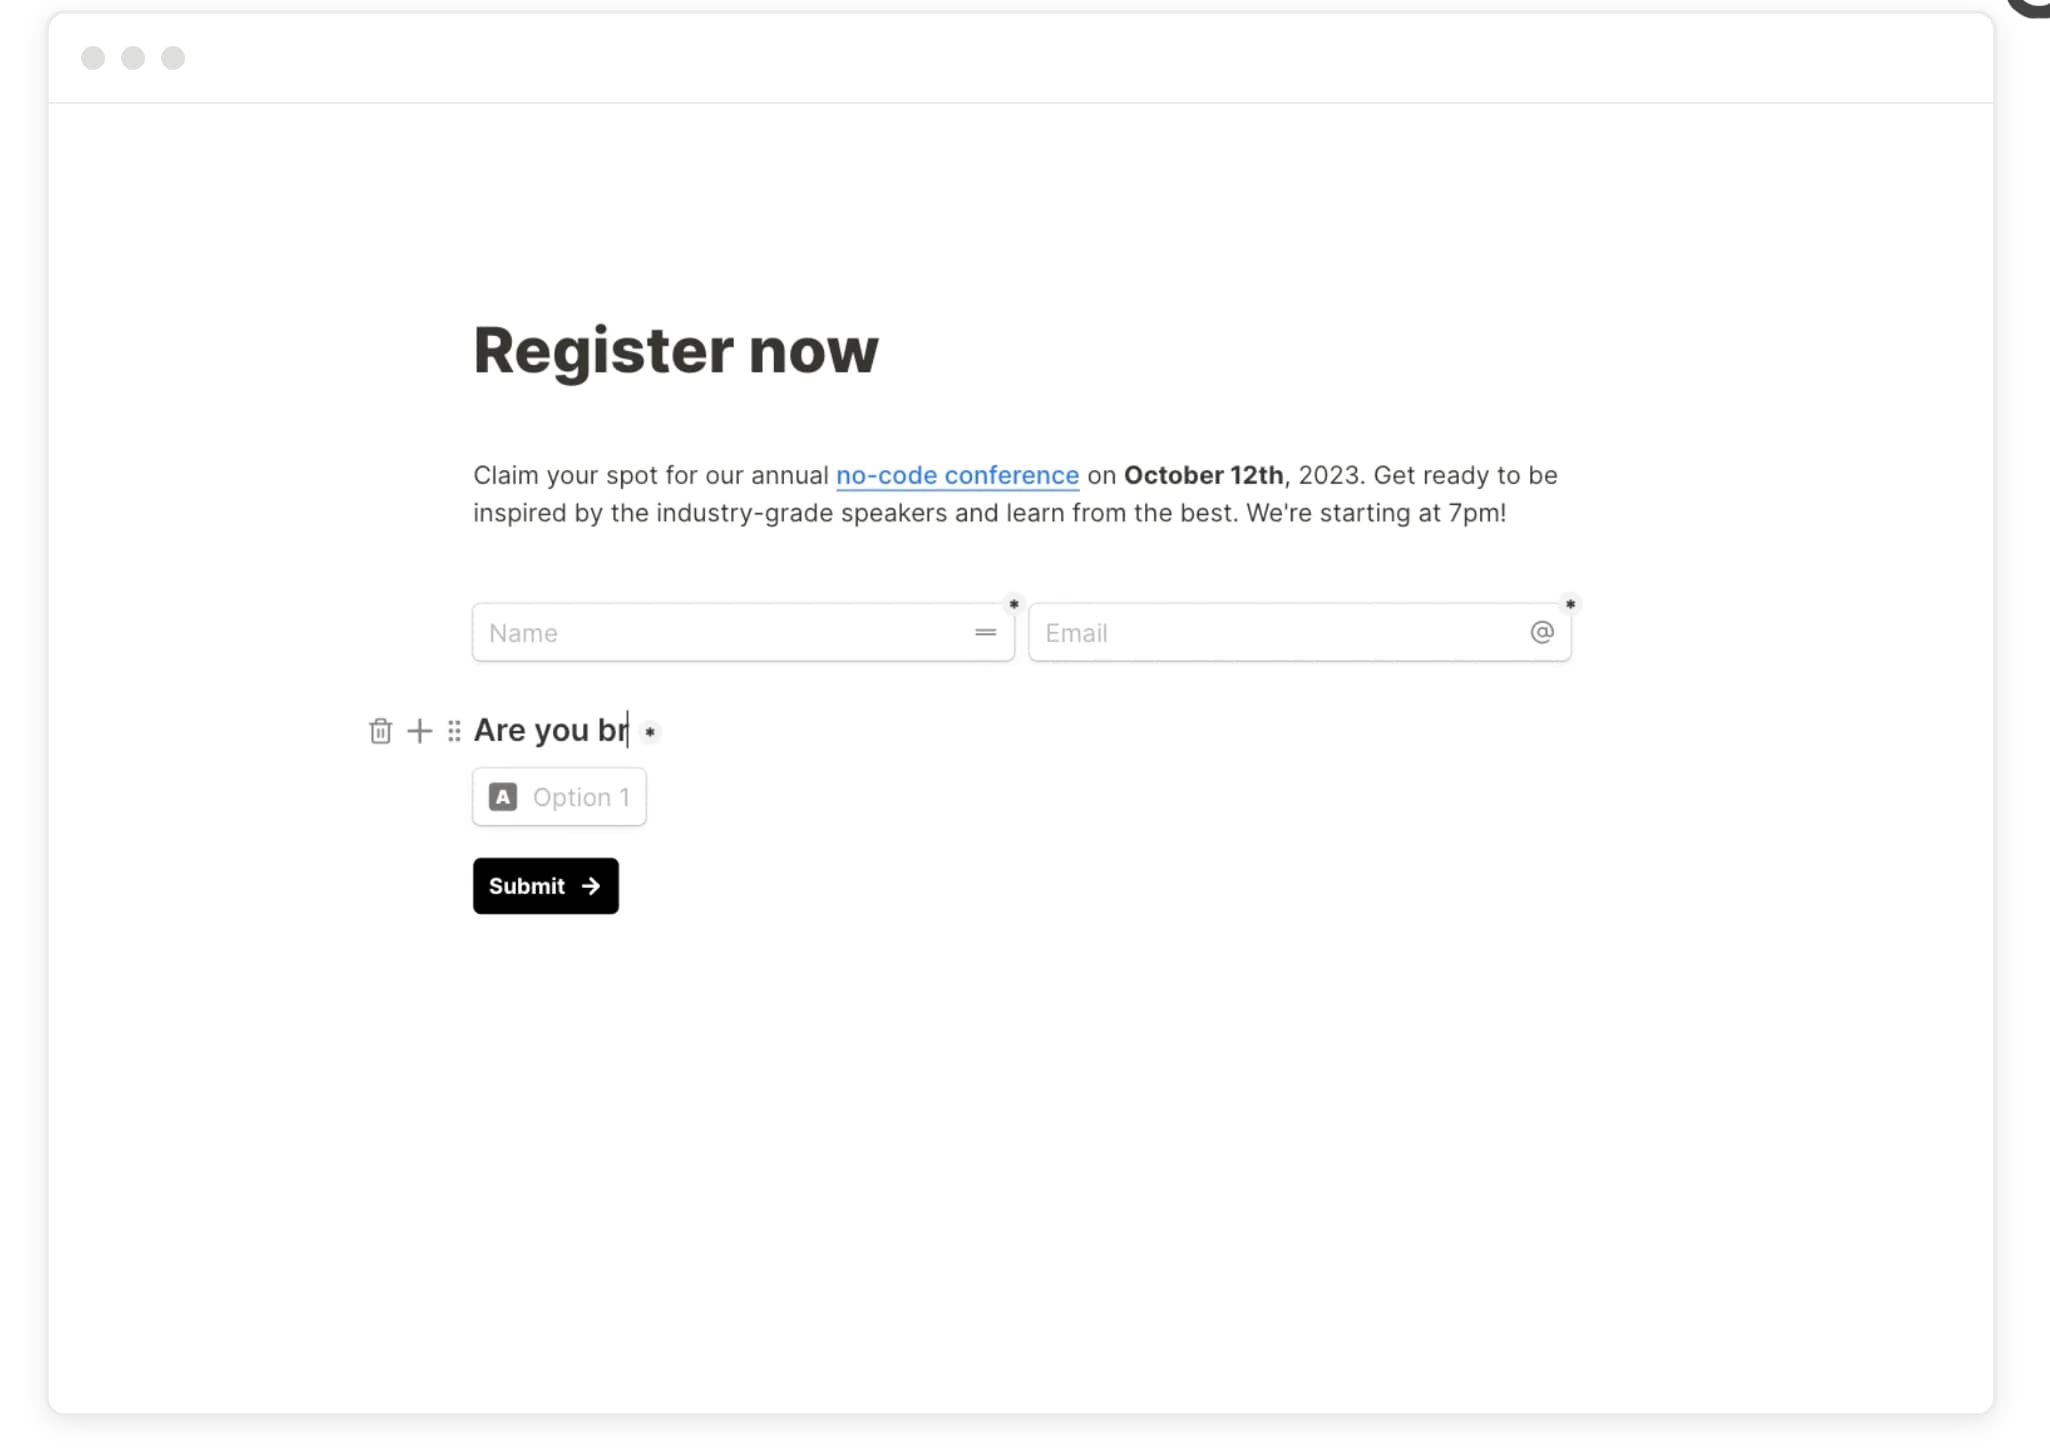 Register now
Claim your spot for our annual no-code conference on October 12th, 2023. Get ready to be
inspired by the industry-grade speakers and learn from the best. We're starting at 7pm!
Name * Email @ *
Are you br *
A Option 1
Submit →